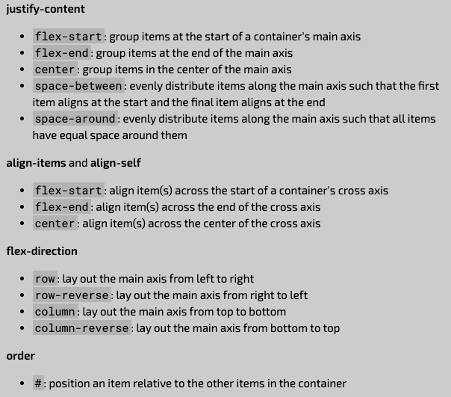 justify-content
• flex-start: group items at the start of a container's main axis
• flex-end: group items at the end of the main axis
• center: group items in the center of the main axis
• space-between: evenly distribute items along the main axis such that the first
item aligns at the start and the final item aligns at the end
• space-around: evenly distribute items along the main axis such that all items
have equal space around them
align-items and align-self
• flex-start: align item(s) across the start of a container's cross axis
• flex-end: align item(s) across the end of the cross axis
• center: align item(s) across the center of the cross axis
flex-direction
• row: lay out the main axis from left to right
• row-reverse: lay out the main axis from right to left
• column: lay out the main axis from top to bottom
• column-reverse: lay out the main axis from bottom to top
order
• #: position an item relative to the other items in the container